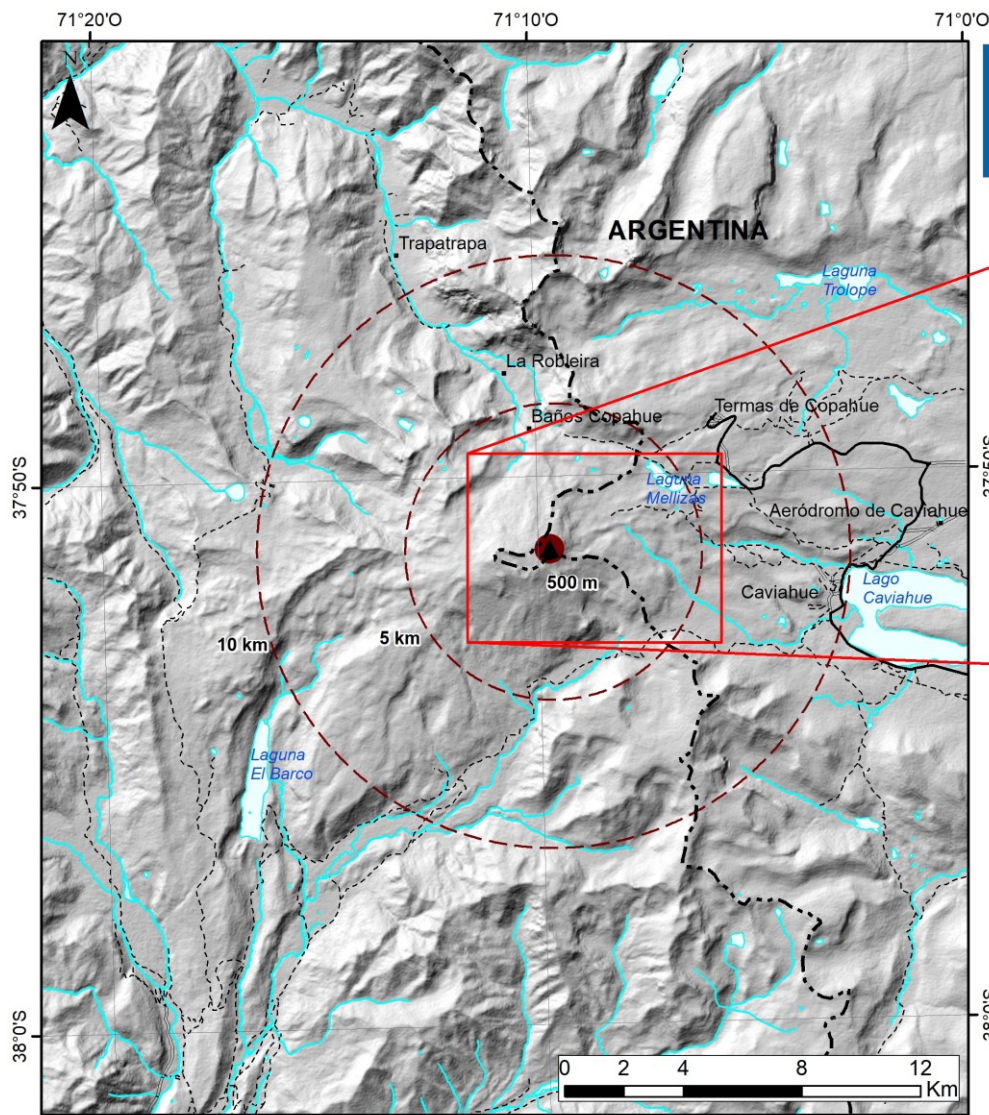 71°20'O
71°10'O
71°0'O
N
ARGENTINA
Trapatrapa
Laguna
Trolope
La Robleira
Baños Copahue
Termas de Copahue
37°50'S
37°50'S
Laguna
Mellizas
Aeródromo de Caviahue
500 m
Caviahue
Lago
Caviahue
10 km
5 km
Laguna
El Barco
38°0'S
38°0'S
0 2 4 8 12
Km